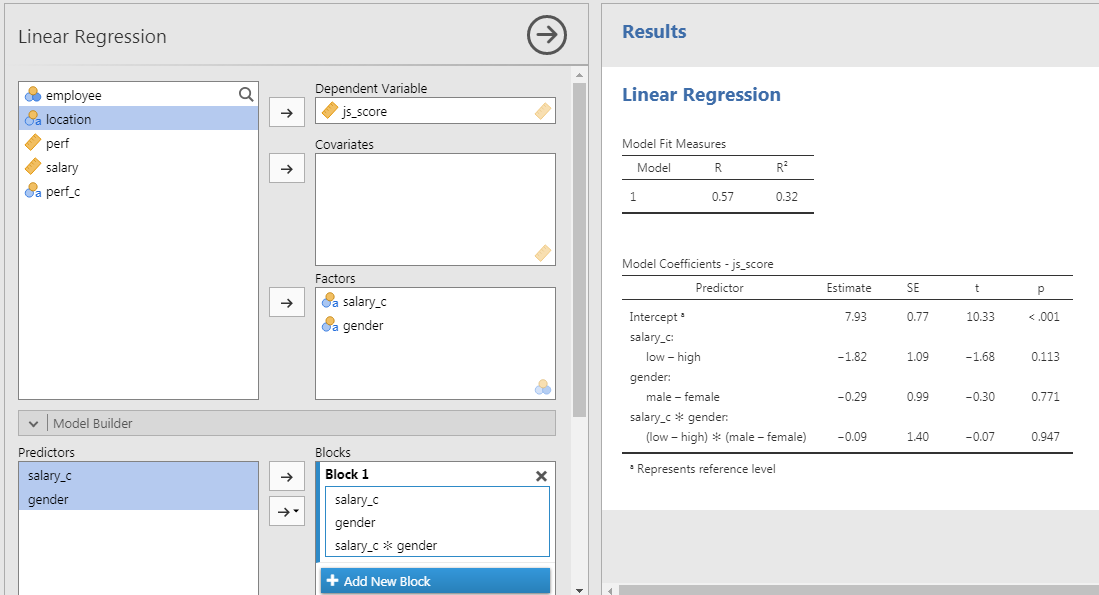 Linear Regression
employee
location
perf
salary
perf_c
Dependent Variable
js_score
Covariates
Factors
salary_c
gender
Model Builder
Predictors
salary_c
gender
Blocks
Block 1
salary_c
gender
salary_c ✻ gender
Add New Block
Results
Linear Regression
Model Fit Measures
Model R R²
1 0.57 0.32
Model Coefficients - js_score
Predictor Estimate SE t p
Intercept ᵃ 7.93 0.77 10.33 < .001
salary_c:
low – high −1.82 1.09 −1.68 0.113
gender:
male – female −0.29 0.99 −0.30 0.771
salary_c ✻ gender:
(low – high) ✻ (male – female) −0.09 1.40 −0.07 0.947
ᵃ Represents reference level